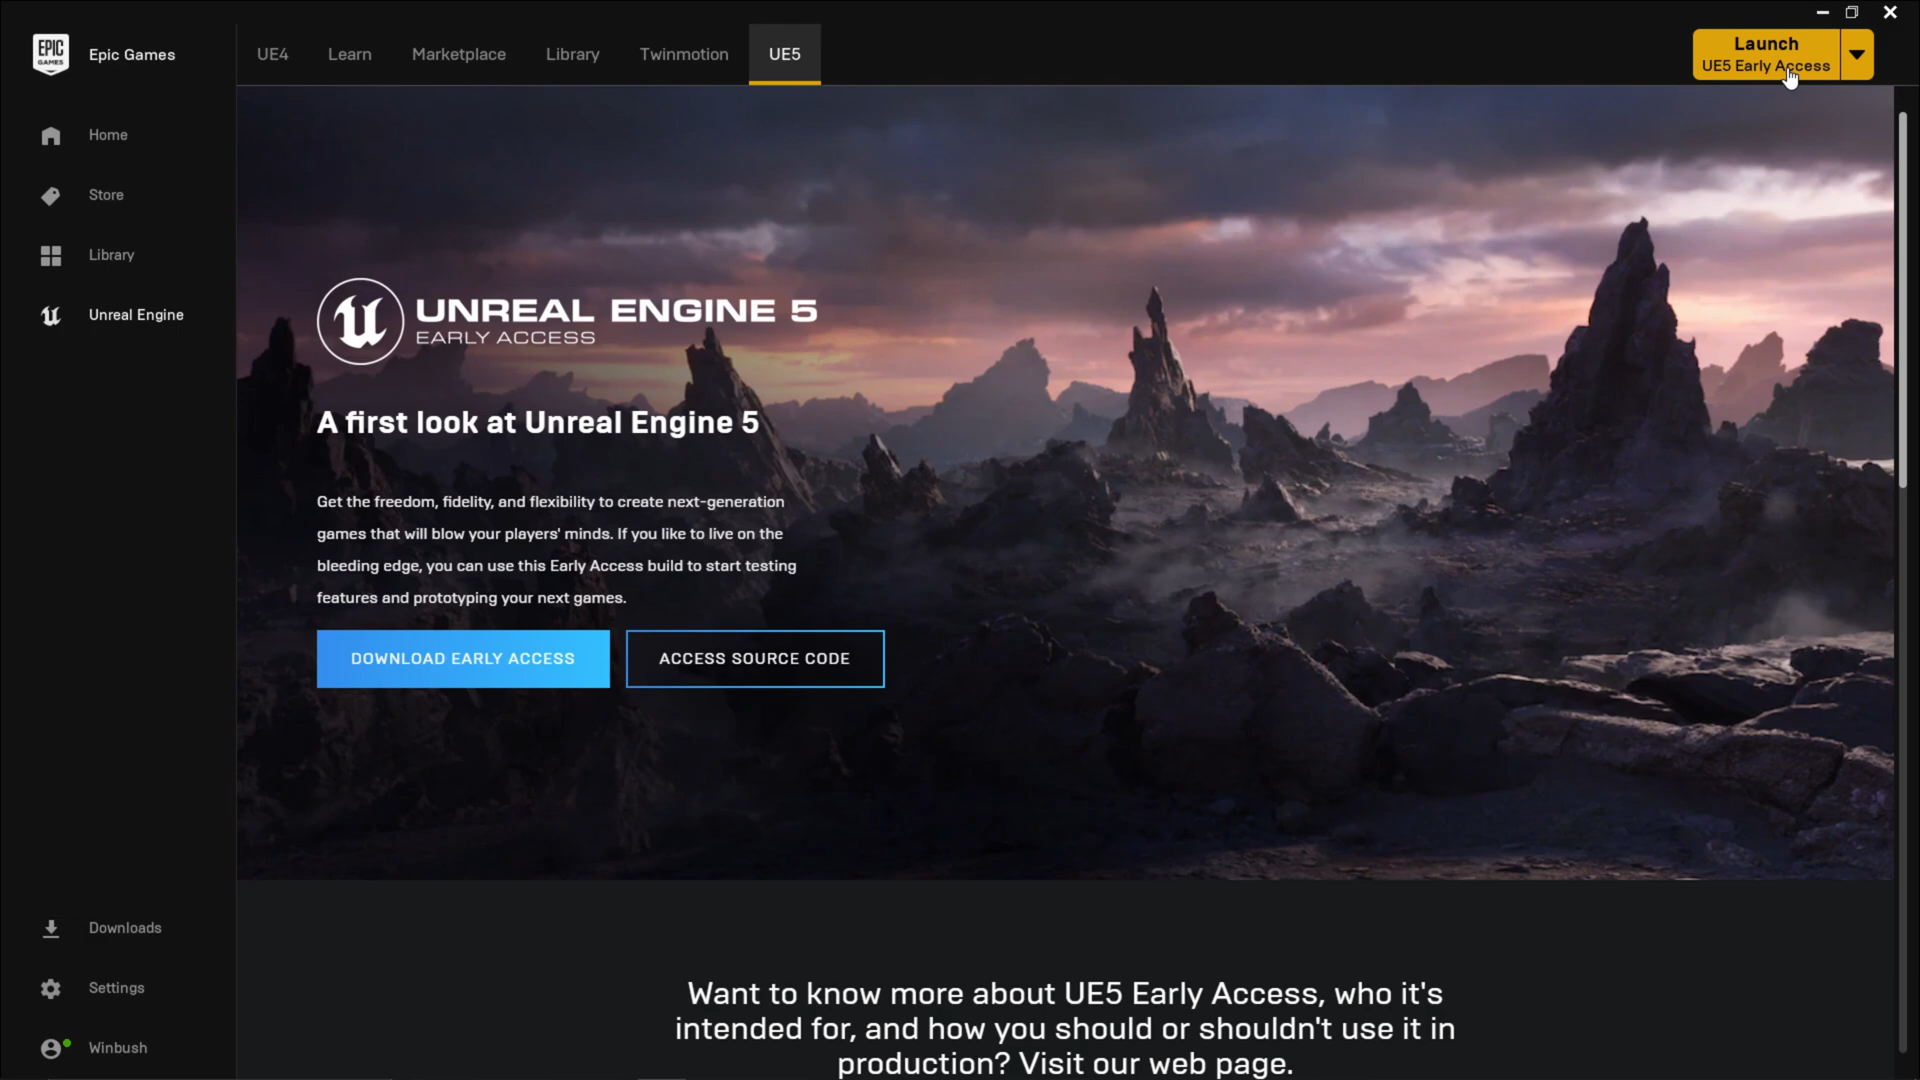 EPIC
GAMES
Epic Games
UE4
Learn
Marketplace
Library
Twinmotion
UE5
Launch
UE5 Early Access
Home
Store
Library
Unreal Engine
UNREAL ENGINE 5
EARLY ACCESS
A first look at Unreal Engine 5
Get the freedom, fidelity, and flexibility to create next-generation
games that will blow your players' minds. If you like to live on the
bleeding edge, you can use this Early Access build to start testing
features and prototyping your next games.
DOWNLOAD EARLY ACCESS
ACCESS SOURCE CODE
Downloads
Settings
Winbush
Want to know more about UE5 Early Access, who it's
intended for, and how you should or shouldn't use it in
production? Visit our web page.